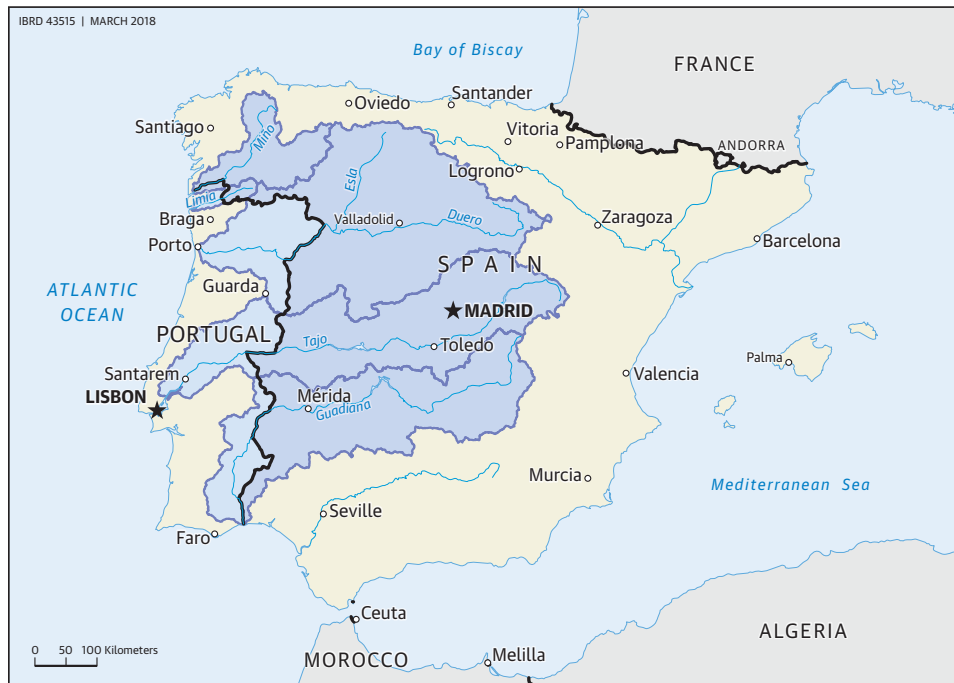 IBRD 43515 | MARCH 2018
Bay of Biscay
FRANCE
Santander
Oviedo
Santiago
Miño
Vitoria
Pamplona
ANDORRA
Logrono
Esla
Limia
Braga
Valladolid
Duero
Zaragoza
Porto
Barcelona
SPAIN
Guarda
ATLANTIC
OCEAN
MADRID
PORTUGAL
Tajo
Toledo
Palma
Santarem
Valencia
LISBON
Mérida
Guadiana
Murcia
Mediterranean Sea
Seville
Faro
Ceuta
ALGERIA
0 50 100 Kilometers
MOROCCO
Melilla